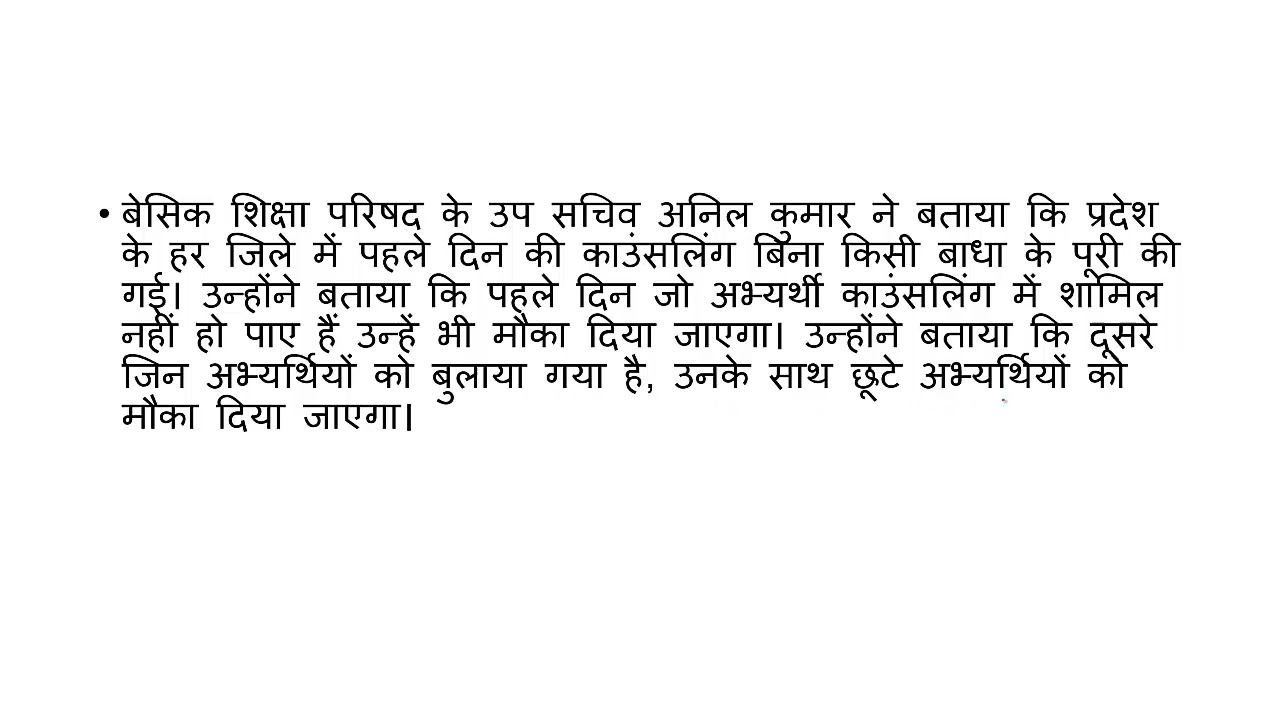 • बेसिक शिक्षा परिषद के उप सचिव अनिल कुमार ने बताया कि प्रदेश
के हर जिले में पहले दिन की काउंसलिंग बिना किसी बाधा के पूरी की
गई। उन्होंने बताया कि पहले दिन जो अभ्यर्थी काउंसलिंग में शामिल
नहीं हो पाए हैं उन्हें भी मौका दिया जाएगा। उन्होंने बताया कि दूसरे
जिन अभ्यर्थियों को बुलाया गया है, उनके साथ छूटे अभ्यर्थियों को
मौका दिया जाएगा।